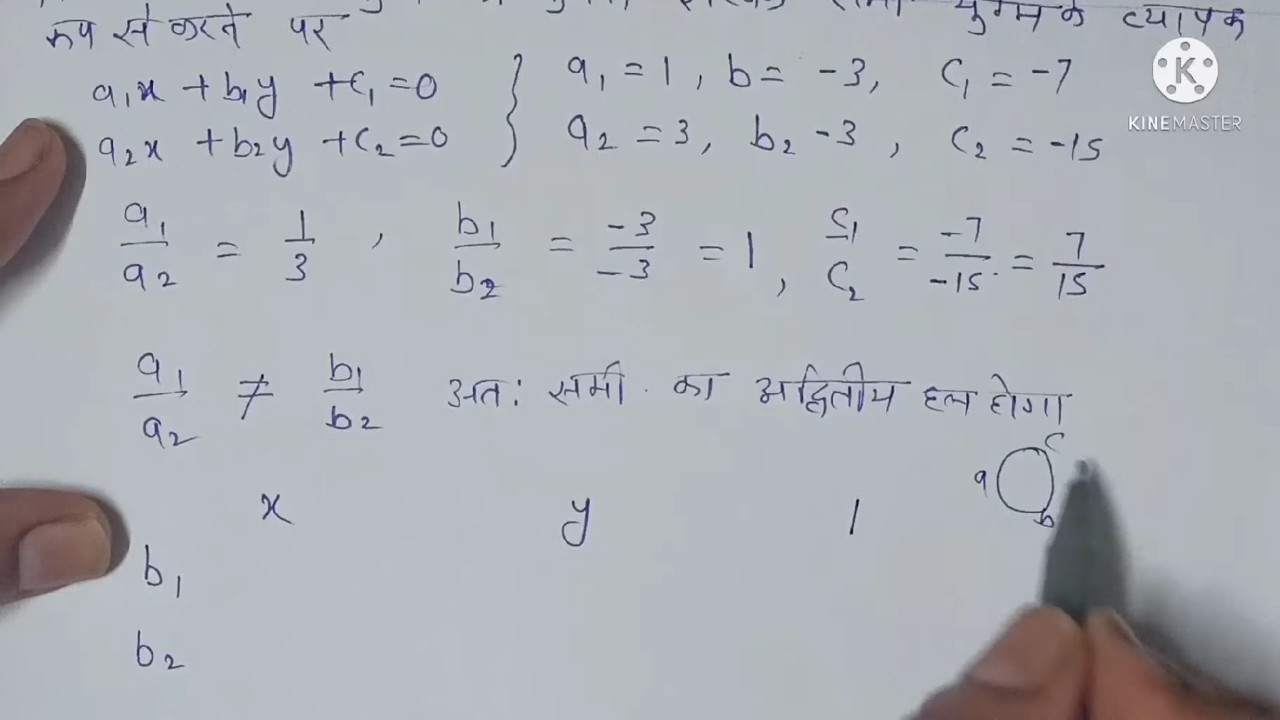 रूप से करने पर युग्म के व्यापक
a₁x + b₁y + c₁ = 0 } a₁ = 1, b = -3, c₁ = -7
a₂x + b₂y + c₂ = 0 } a₂ = 3, b₂ -3, c₂ = -15
K
KINEMASTER
a₁/a₂ = 1/3, b₁/b₂ = -3/-3 = 1, c₁/c₂ = -7/-15 = 7/15
a₁/a₂ ≠ b₁/b₂ अतः समी. का अद्वितीय हल होगा
c
a
b
x y 1
b₁
b₂